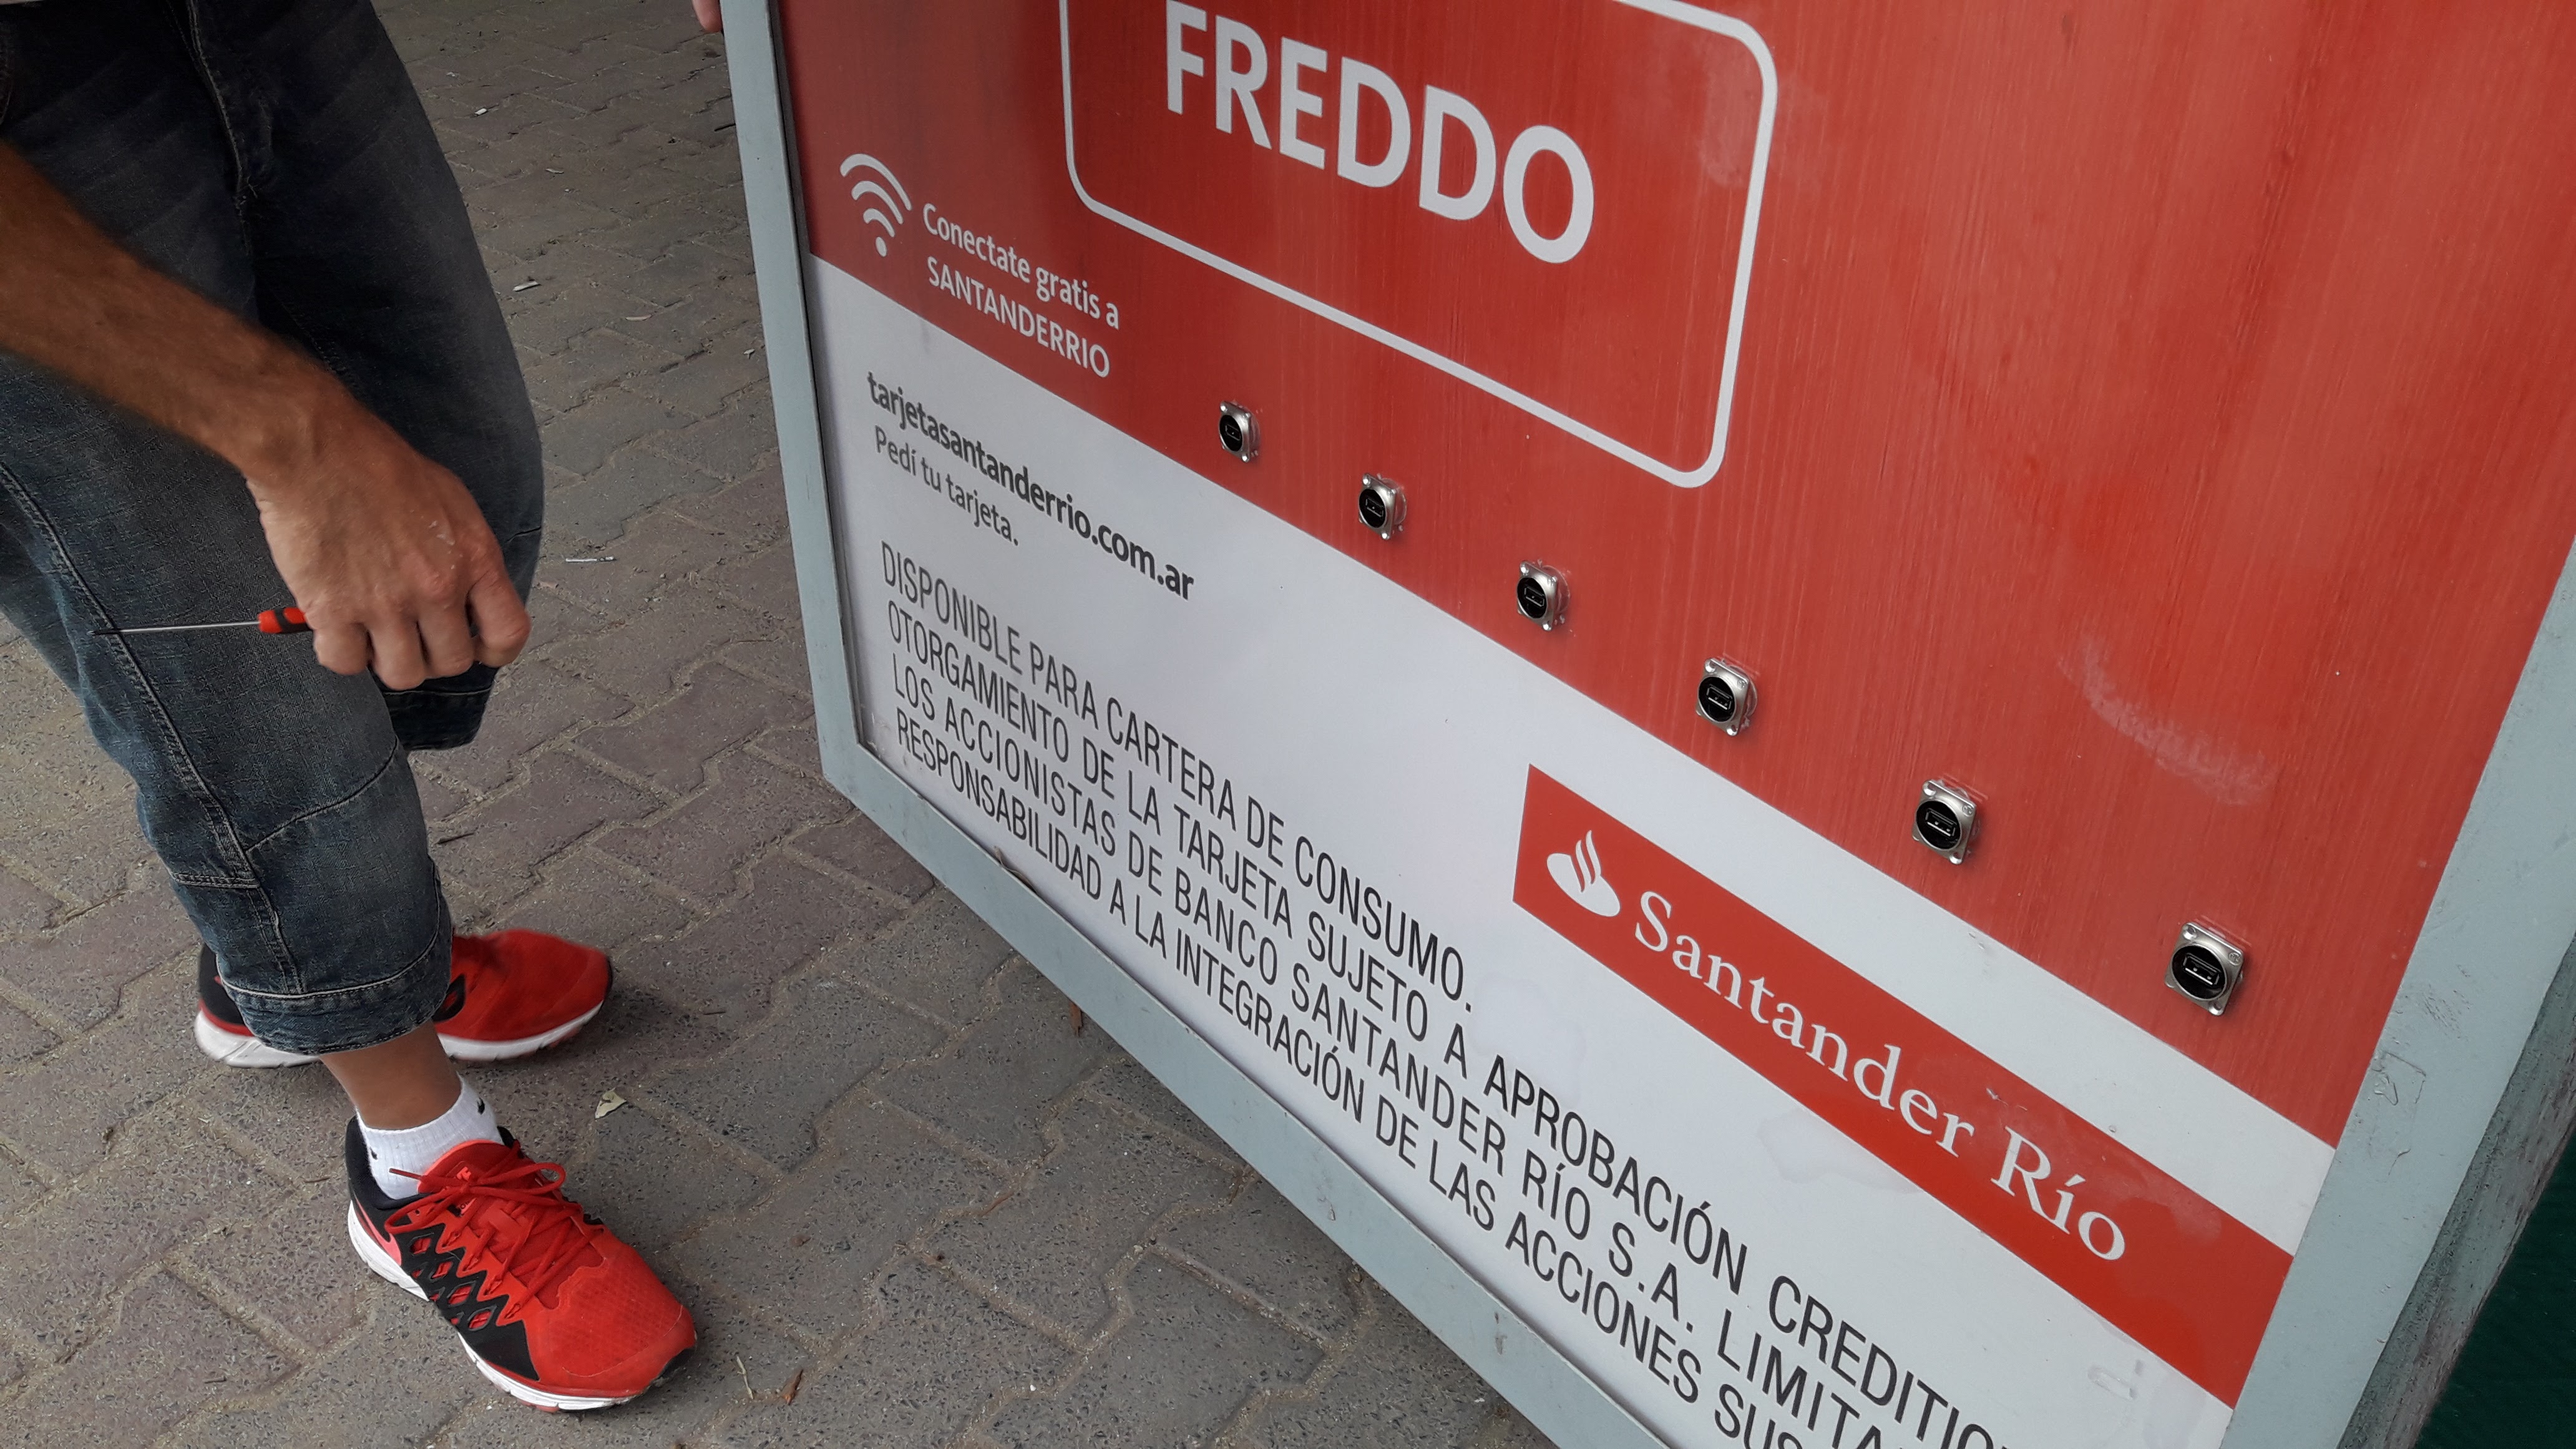 FREDDO
Conectate gratis a
SANTANDERRIO
tarjetasantanderrio.com.ar
Pedí tu tarjeta.
DISPONIBLE PARA CARTERA DE CONSUMO.
OTORGAMIENTO DE LA TARJETA SUJETO A APROBACIÓN
LOS ACCIONISTAS DE BANCO SANTANDER RÍO S.A.
RESPONSABILIDAD A LA INTEGRACIÓN DE LAS ACCIONES
Santander Río